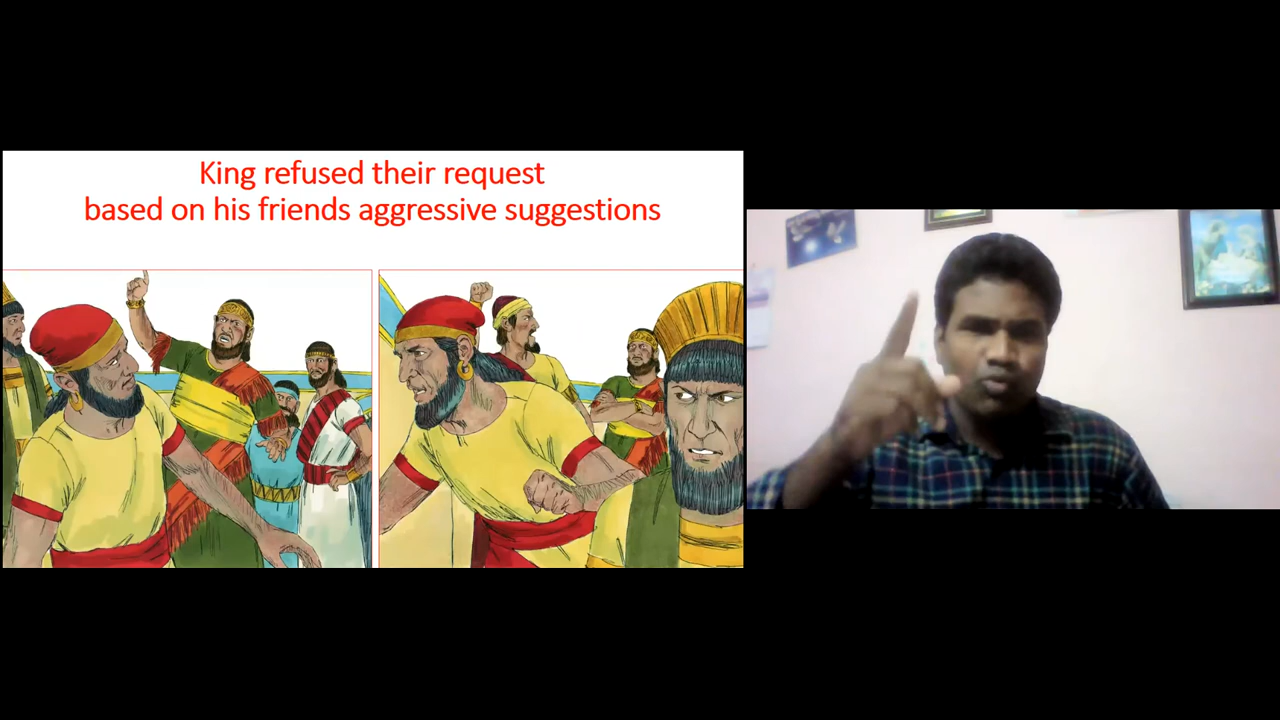 King refused their request
based on his friends aggressive suggestions